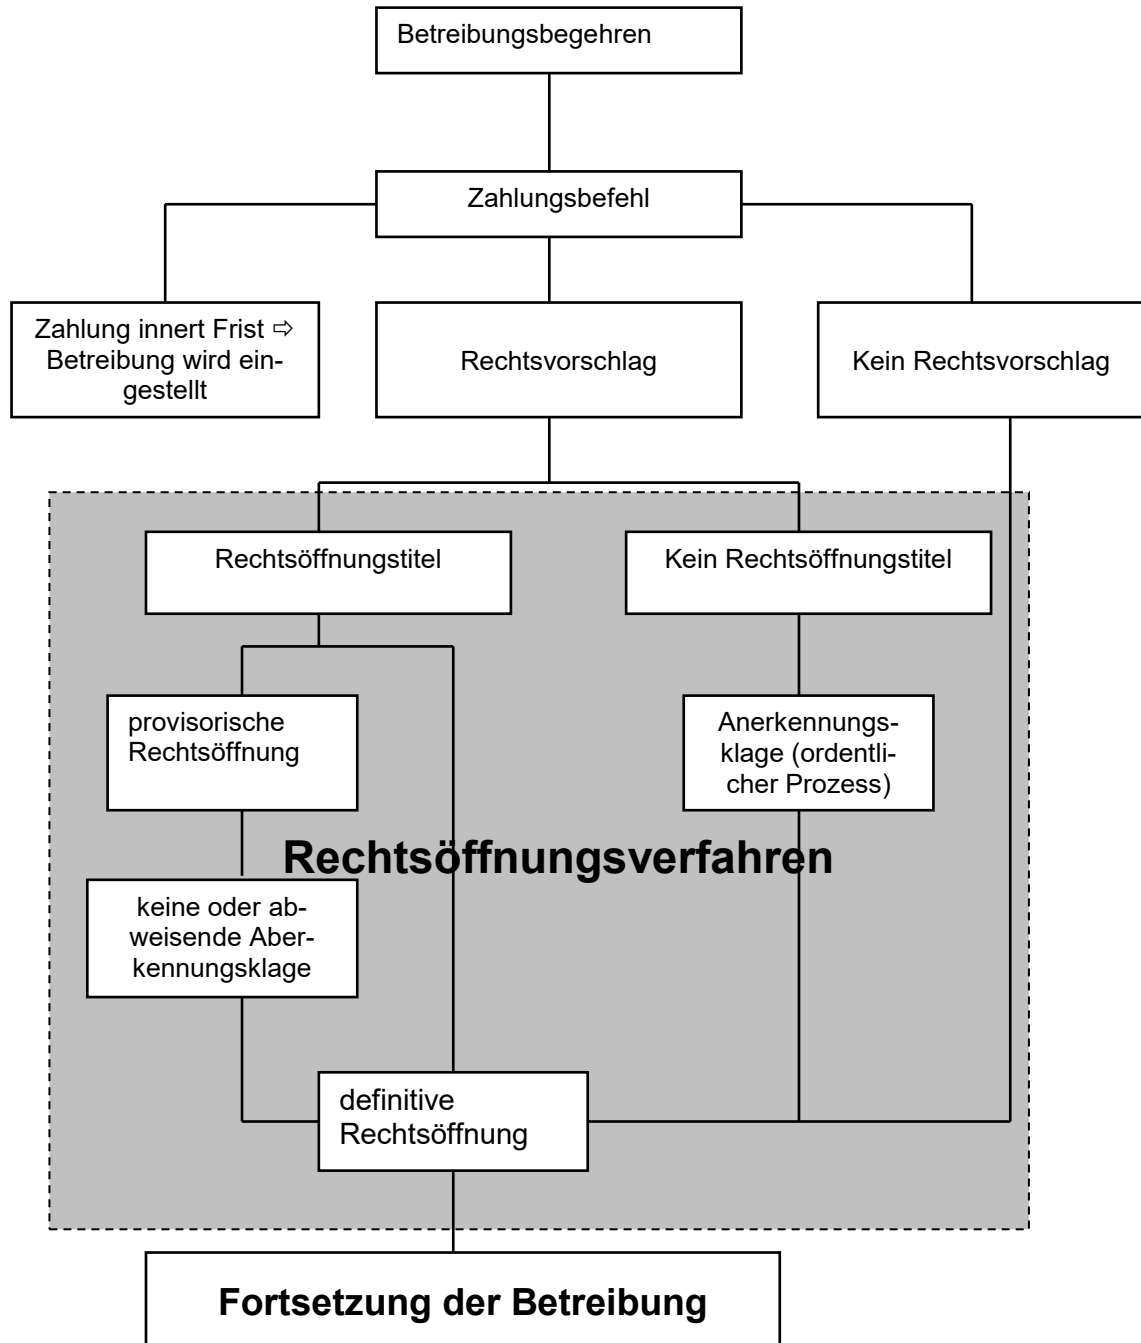 Betreibungsbegehren
Zahlungsbefehl
Zahlung innert Frist ⇨
Betreibung wird ein-
gestellt
Rechtsvorschlag
Kein Rechtsvorschlag
Rechtsöffnungstitel
Kein Rechtsöffnungstitel
provisorische
Rechtsöffnung
Anerkennungs-
klage (ordentli-
cher Prozess)
Rechtsöffnungsverfahren
keine oder ab-
weisende Aber-
kennungsklage
definitive
Rechtsöffnung
Fortsetzung der Betreibung